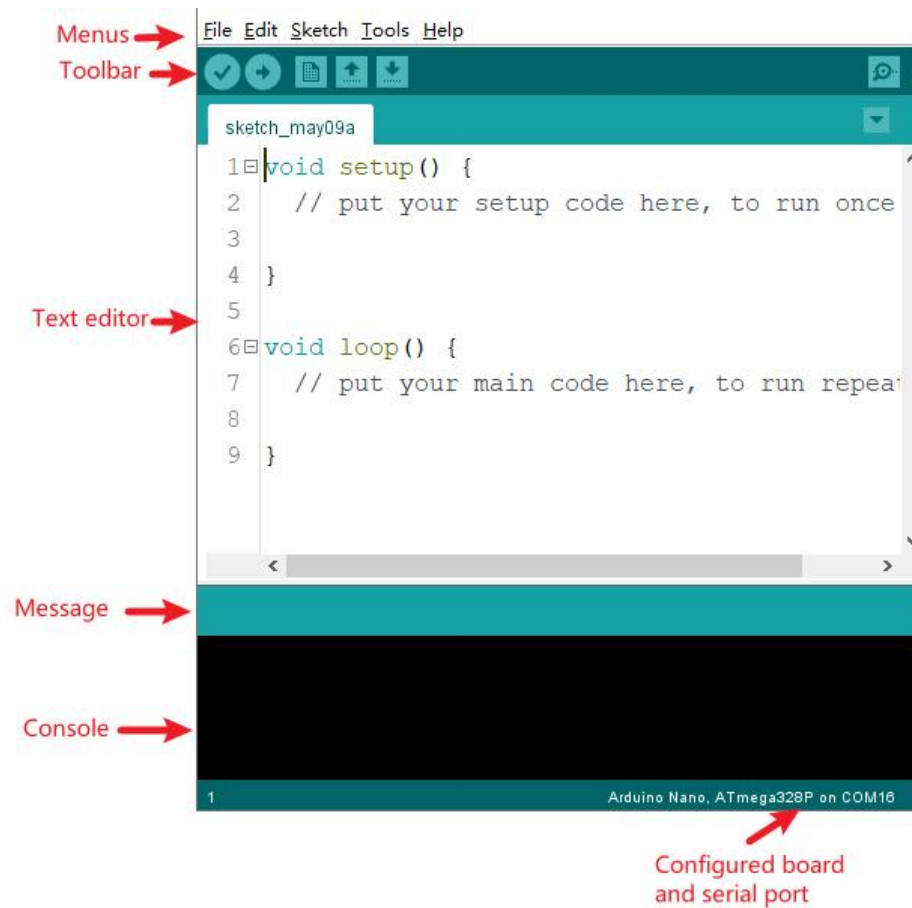 Menus
File Edit Sketch Tools Help
Toolbar
sketch_may09a
1 void setup() {
2 // put your setup code here, to run once
3
4 }
5
Text editor
6 void loop() {
7 // put your main code here, to run repeat
8
9 }
Message
Console
1 Arduino Nano, ATmega328P on COM16
Configured board
and serial port